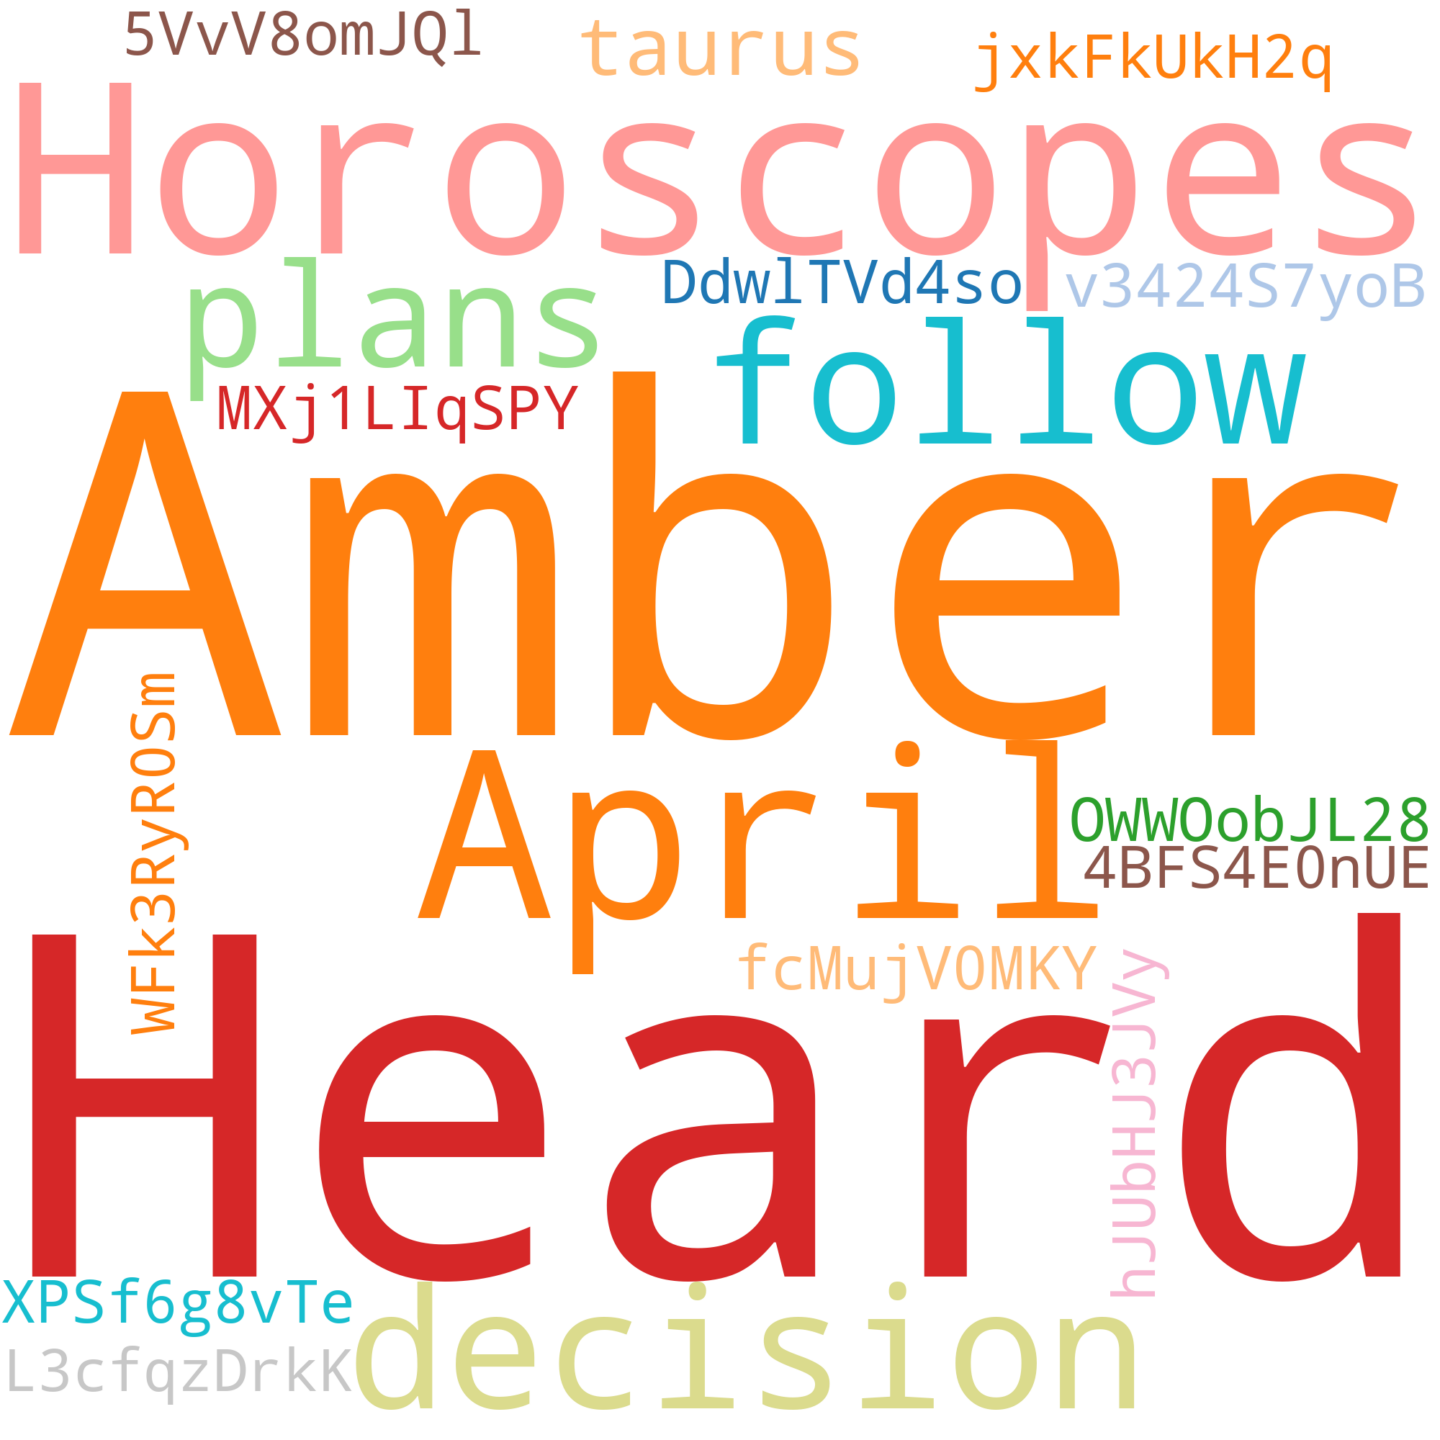 5VvV8omJQl
taurus
jxkFkUkH2q
Horoscopes
plans
DdwlTVd4so
v3424S7yoB
MXj1LIqSPY
follow
Amber
WFk3RyR0Sm
April
OWWOobJL28
4BFS4E0nUE
fcMujV0MKY
hJUbHJ3JVy
Heard
XPSf6g8vTe
decision
L3cfqzDrkK